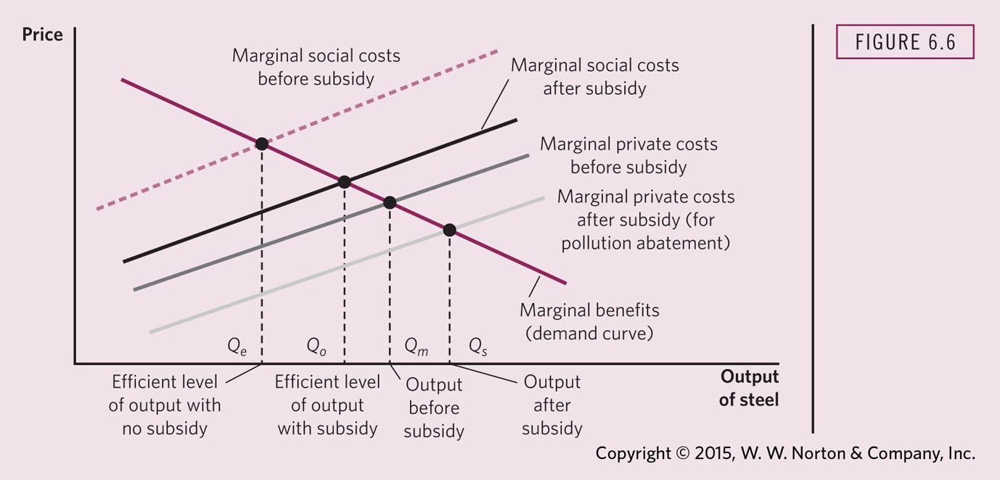 Price
FIGURE 6.6
Marginal social costs
before subsidy
Marginal social costs
after subsidy
Marginal private costs
before subsidy
Marginal private costs
after subsidy (for
pollution abatement)
Marginal benefits
(demand curve)
Qe
Qo
Qm
Qs
Efficient level
of output with
no subsidy
Efficient level
of output
with subsidy
Output
before
subsidy
Output
after
subsidy
Output
of steel
Copyright © 2015, W. W. Norton & Company, Inc.